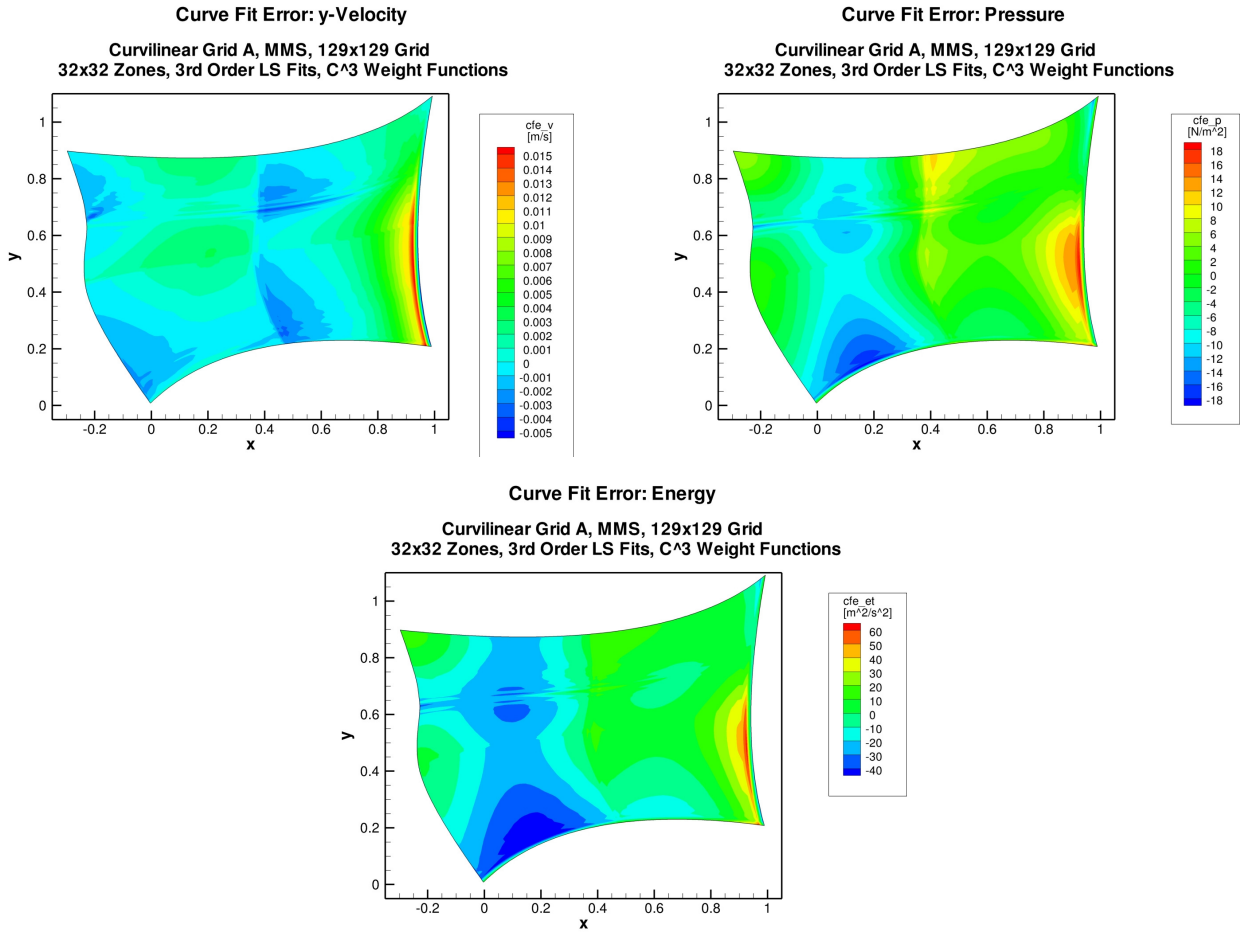 Curve Fit Error: y-Velocity
Curvilinear Grid A, MMS, 129x129 Grid
32x32 Zones, 3rd Order LS Fits, C^3 Weight Functions
y
1
0.8
0.6
0.4
0.2
0
-0.2 0 0.2 0.4 0.6 0.8 1
x
cfe_v
[m/s]
0.015
0.014
0.013
0.012
0.011
0.01
0.009
0.008
0.007
0.006
0.005
0.004
0.003
0.002
0.001
0
-0.001
-0.002
-0.003
-0.004
-0.005
Curve Fit Error: Pressure
Curvilinear Grid A, MMS, 129x129 Grid
32x32 Zones, 3rd Order LS Fits, C^3 Weight Functions
y
1
0.8
0.6
0.4
0.2
0
-0.2 0 0.2 0.4 0.6 0.8 1
x
cfe_p
[N/m^2]
18
16
14
12
10
8
6
4
2
0
-2
-4
-6
-8
-10
-12
-14
-16
-18
Curve Fit Error: Energy
Curvilinear Grid A, MMS, 129x129 Grid
32x32 Zones, 3rd Order LS Fits, C^3 Weight Functions
y
1
0.8
0.6
0.4
0.2
0
-0.2 0 0.2 0.4 0.6 0.8 1
x
cfe_et
[m^2/s^2]
60
50
40
30
20
10
0
-10
-20
-30
-40